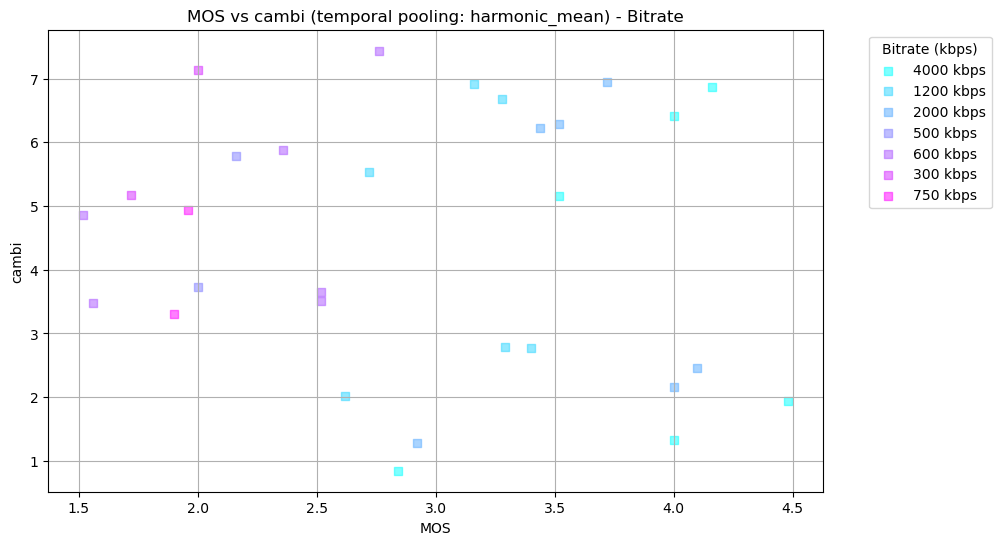 MOS vs cambi (temporal pooling: harmonic_mean) - Bitrate
Bitrate (kbps)
4000 kbps
1200 kbps
2000 kbps
500 kbps
600 kbps
300 kbps
750 kbps
cambi
7
6
5
4
3
2
1
1.5 2.0 2.5 3.0 3.5 4.0 4.5
MOS